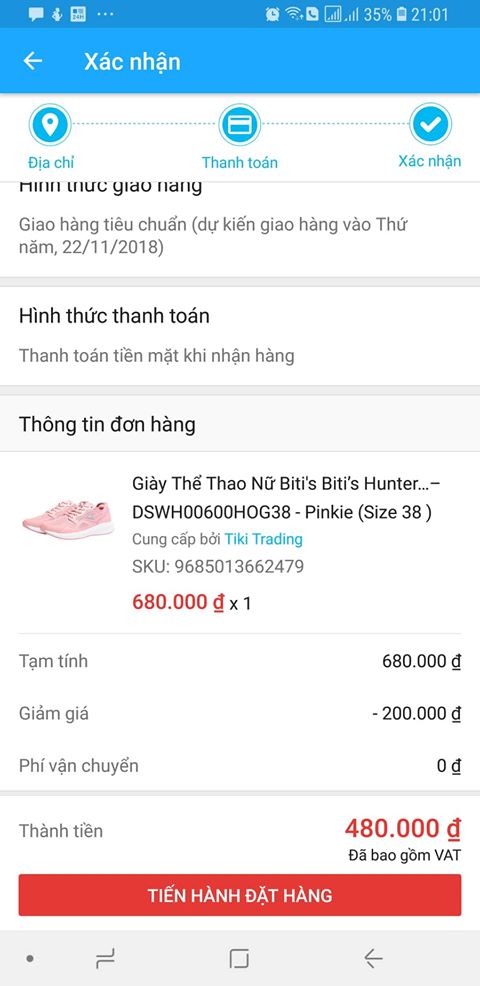 35% 21:01
Xác nhận
Địa chỉ
Thanh toán
Xác nhận
Hình thức giao hàng
Giao hàng tiêu chuẩn (dự kiến giao hàng vào Thứ
năm, 22/11/2018)
Hình thức thanh toán
Thanh toán tiền mặt khi nhận hàng
Thông tin đơn hàng
Giày Thể Thao Nữ Biti's Biti’s Hunter…–
DSWH00600HOG38 - Pinkie (Size 38 )
Cung cấp bởi Tiki Trading
SKU: 9685013662479
680.000 ₫ x 1
Tạm tính
680.000 ₫
Giảm giá
- 200.000 ₫
Phí vận chuyển
0 ₫
Thành tiền
480.000 ₫
Đã bao gồm VAT
TIẾN HÀNH ĐẶT HÀNG